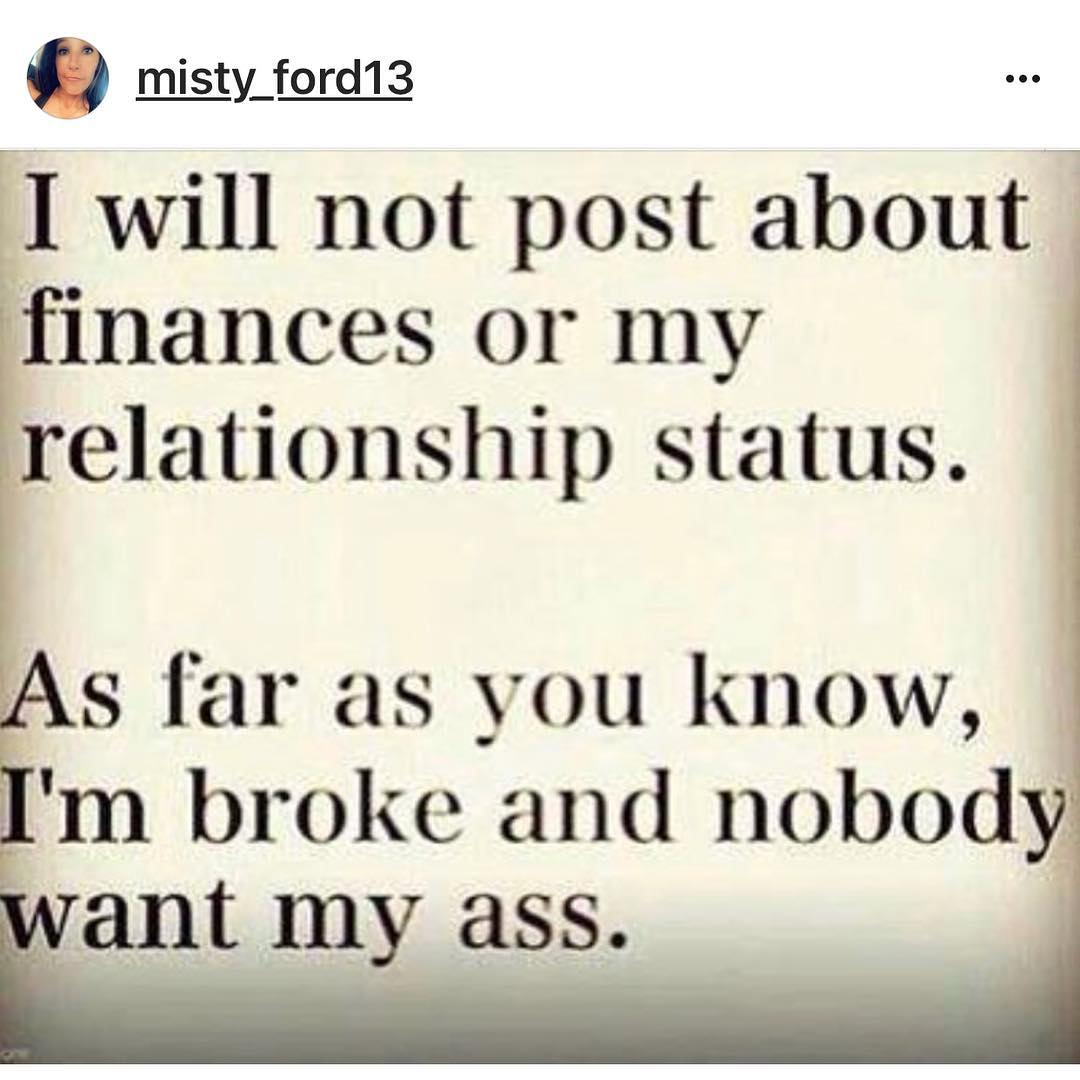 misty_ford13
I will not post about
finances or my
relationship status.
As far as you know,
I'm broke and nobody
want my ass.